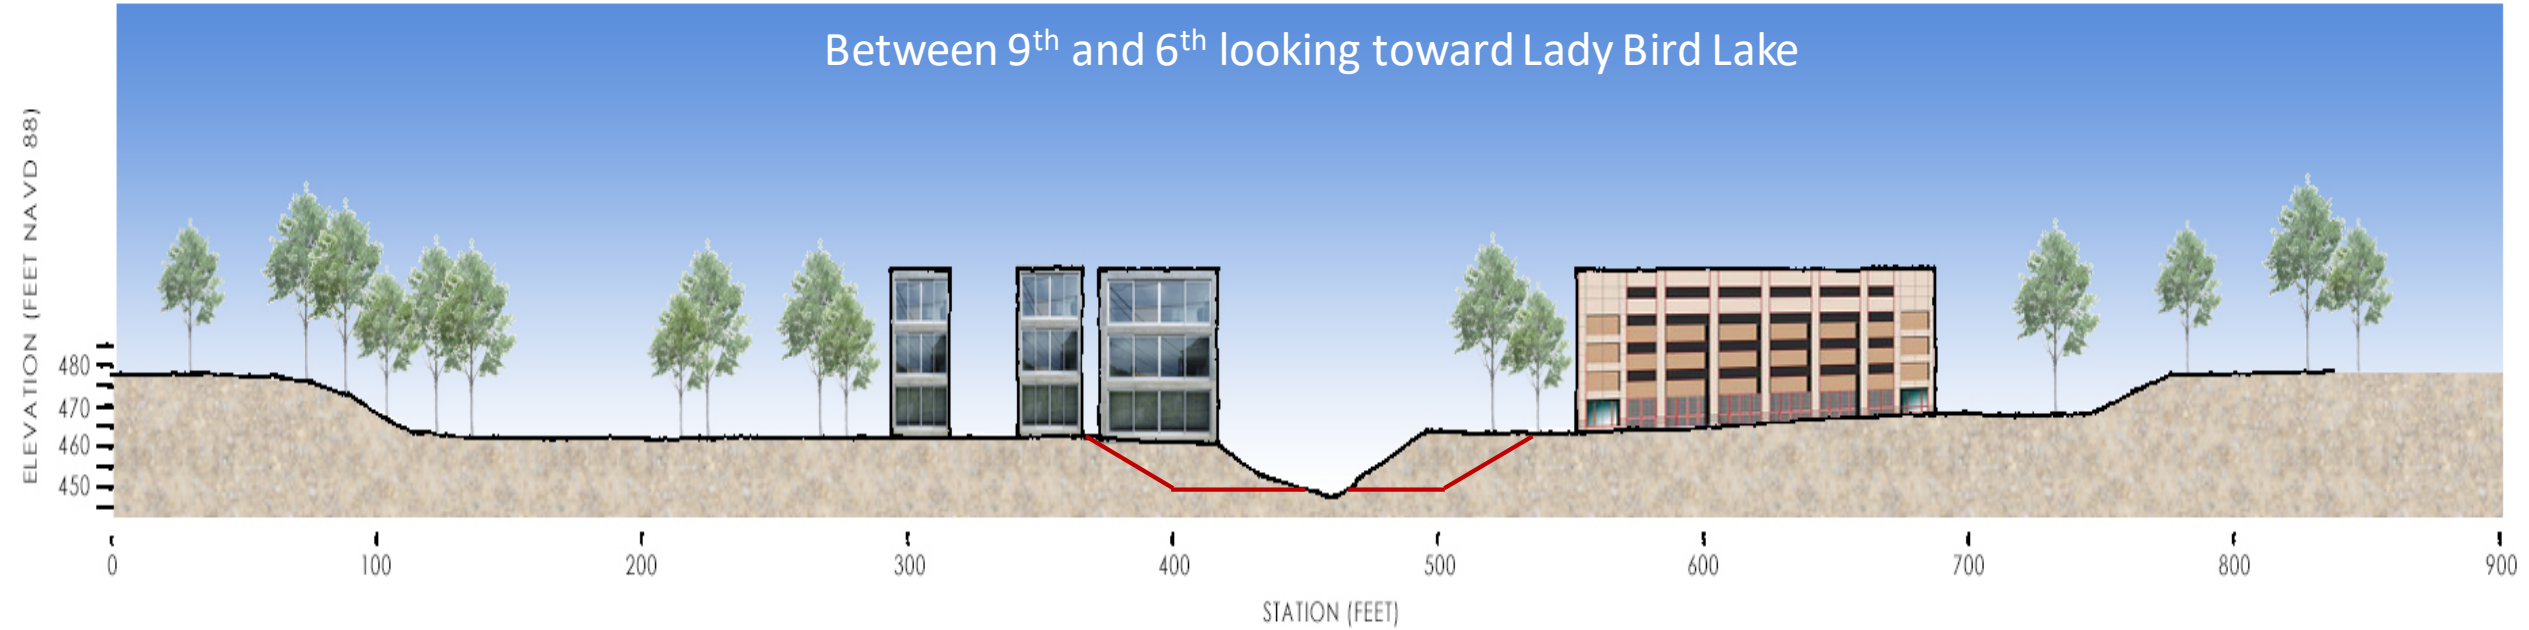 Between 9th and 6th looking toward Lady Bird Lake
ELEVATION (FEET NAVD 88)
480
470
460
450
0 100 200 300 400 500 600 700 800 900
STATION (FEET)